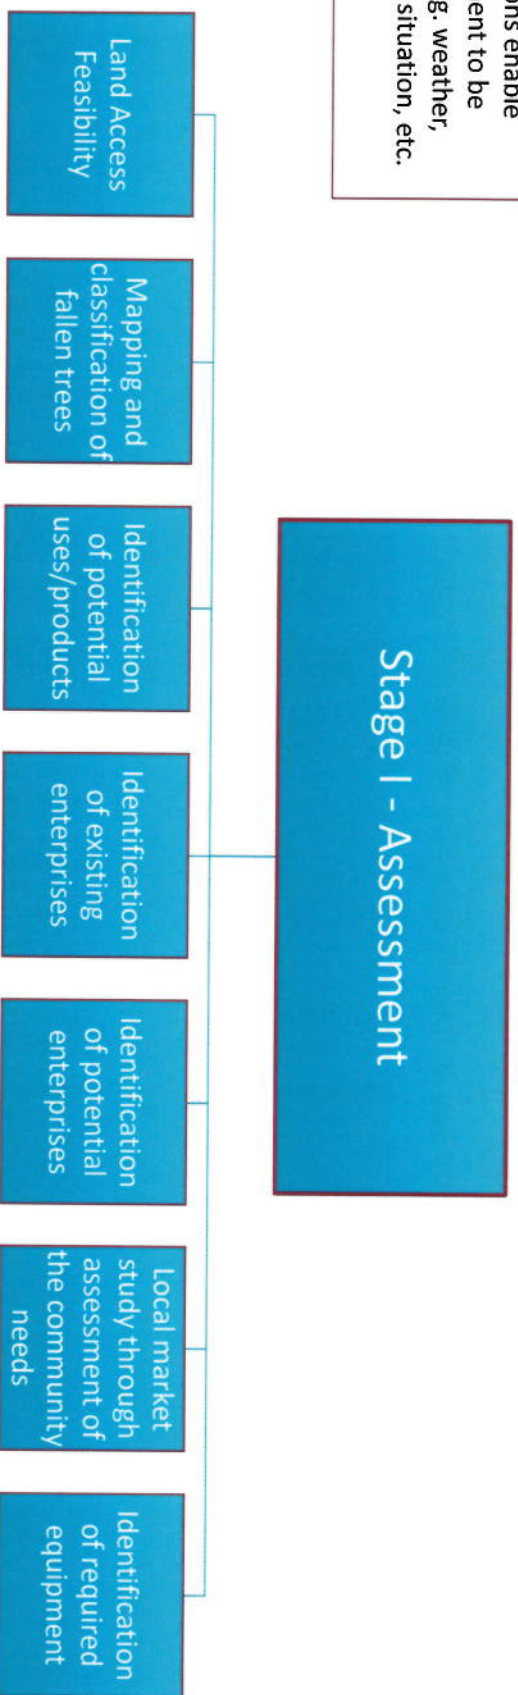 ons enable
ent to be
g. weather,
situation, etc.
Stage I - Assessment
Land Access
Feasibility
Mapping and
classification of
fallen trees
Identification
of potential
uses/products
Identification
of existing
enterprises
Identification
of potential
enterprises
Local market
study through
assessment of
the community
needs
Identification
of required
equipment